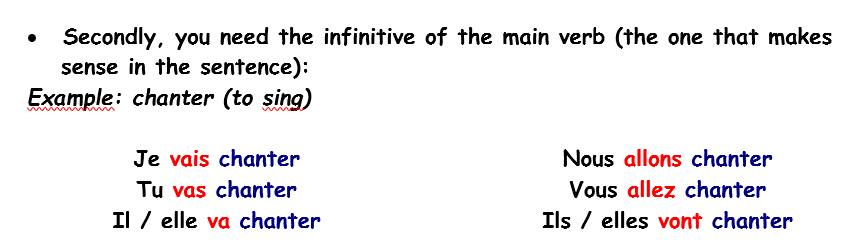 • Secondly, you need the infinitive of the main verb (the one that makes
sense in the sentence):
Example: chanter (to sing)
Je vais chanter
Tu vas chanter
Il / elle va chanter
Nous allons chanter
Vous allez chanter
Ils / elles vont chanter